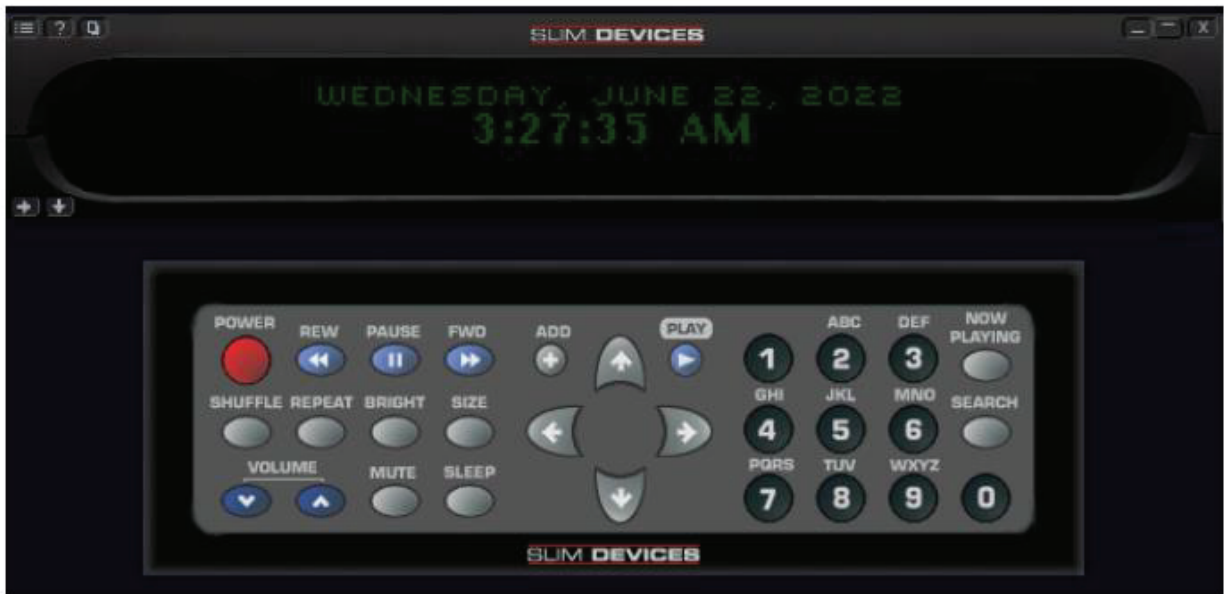 ?
SLIM DEVICES
X
WEDNESDAY, JUNE 22, 2022
3:27:35 AM
POWER REW PAUSE FWD ADD PLAY ABC DEF NOW PLAYING
1 2 3
SHUFFLE REPEAT BRIGHT SIZE GHI JKL MNO SEARCH
4 5 6
VOLUME MUTE SLEEP PQRS TUV WXYZ
7 8 9 0
SLIM DEVICES